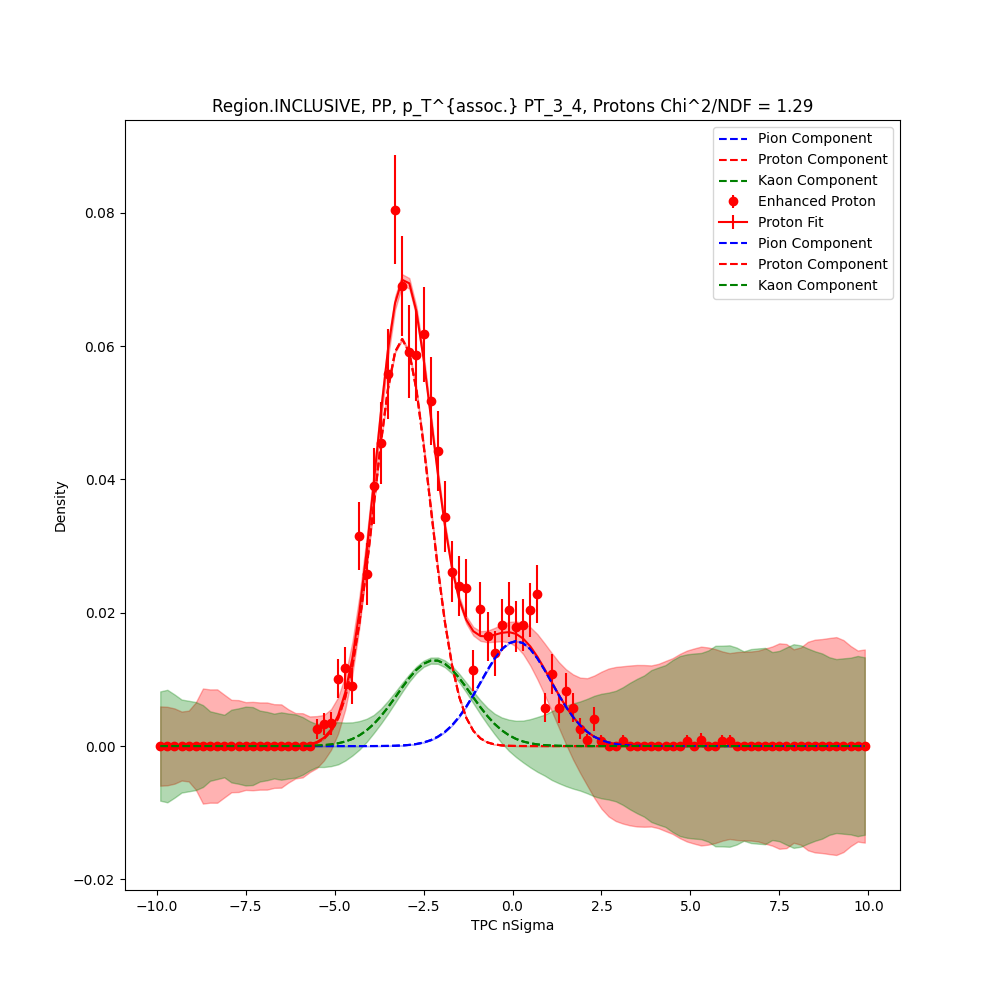 Region.INCLUSIVE, PP, p_T^{assoc.} PT_3_4, Protons Chi^2/NDF = 1.29
Pion Component
Proton Component
Kaon Component
Enhanced Proton
Proton Fit
Pion Component
Proton Component
Kaon Component
0.08
0.06
0.04
0.02
0.00
−0.02
Density
−10.0 −7.5 −5.0 −2.5 0.0 2.5 5.0 7.5 10.0
TPC nSigma